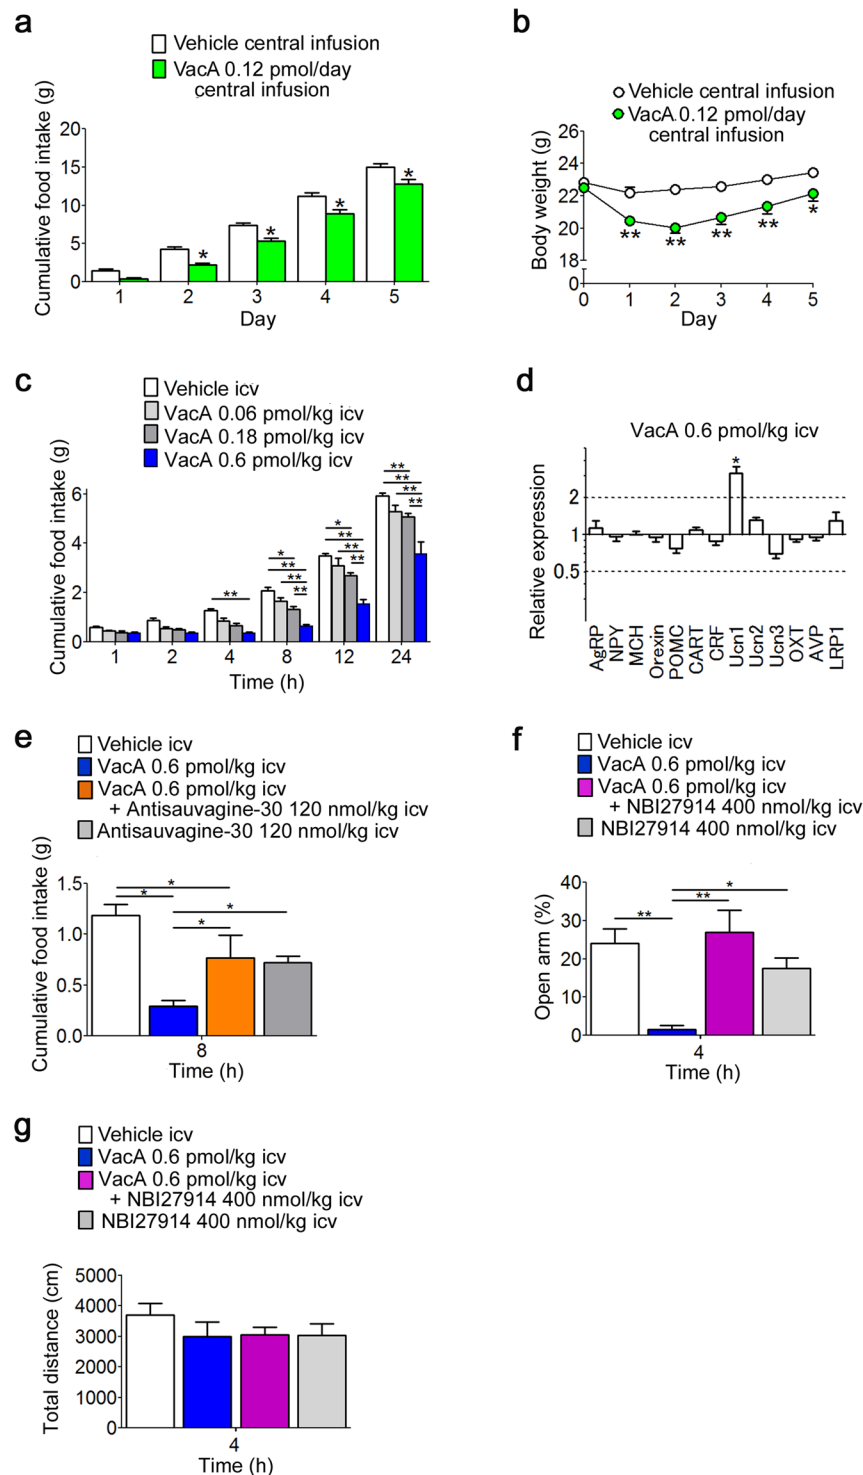 a
Vehicle central infusion
VacA 0.12 pmol/day
central infusion
Cumulative food intake (g)
20
15
10
5
0
*
*
*
*
1
2
3
4
5
Day
b
Vehicle central infusion
VacA 0.12 pmol/day
central infusion
Body weight (g)
26
24
22
20
18
0
**
**
**
**
*
0
1
2
3
4
5
Day
c
Vehicle icv
VacA 0.06 pmol/kg icv
VacA 0.18 pmol/kg icv
VacA 0.6 pmol/kg icv
Cumulative food intake (g)
6
4
2
0
**
*
**
**
**
*
**
**
**
**
**
**
**
1
2
4
8
12
24
Time (h)
d
VacA 0.6 pmol/kg icv
Relative expression
2
1
0.5
*
AgRP
NPY
MCH
Orexin
POMC
CART
CRF
Ucn1
Ucn2
Ucn3
OXT
AVP
LRP1
e
Vehicle icv
VacA 0.6 pmol/kg icv
VacA 0.6 pmol/kg icv
+ Antisauvagine-30 120 nmol/kg icv
Antisauvagine-30 120 nmol/kg icv
Cumulative food intake (g)
1.5
1.0
0.5
0.0
*
*
*
*
8
Time (h)
f
Vehicle icv
VacA 0.6 pmol/kg icv
VacA 0.6 pmol/kg icv
+ NBI27914 400 nmol/kg icv
NBI27914 400 nmol/kg icv
Open arm (%)
40
30
20
10
0
*
**
**
4
Time (h)
g
Vehicle icv
VacA 0.6 pmol/kg icv
VacA 0.6 pmol/kg icv
+ NBI27914 400 nmol/kg icv
NBI27914 400 nmol/kg icv
Total distance (cm)
5000
4000
3000
2000
1000
0
4
Time (h)